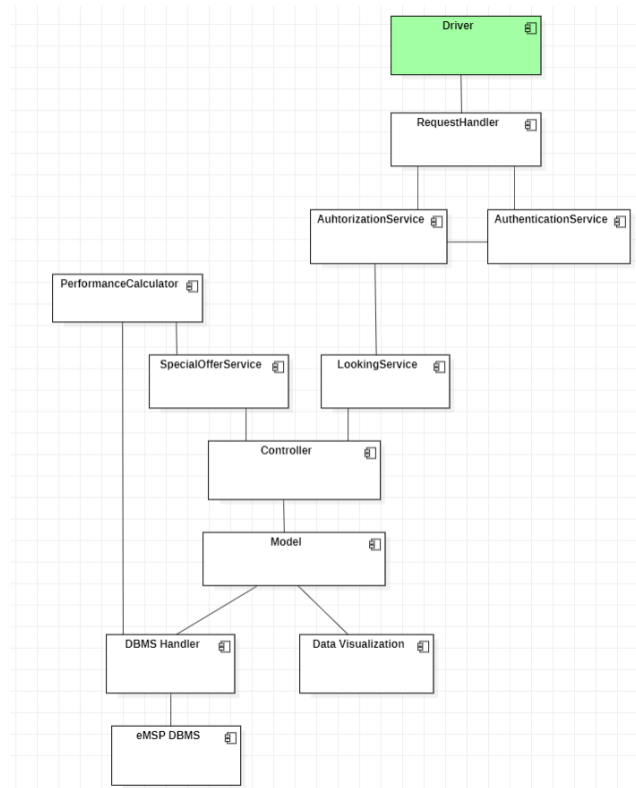 Driver
RequestHandler
AuhtorizationService
AuthenticationService
PerformanceCalculator
SpecialOfferService
LookingService
Controller
Model
DBMS Handler
Data Visualization
eMSP DBMS